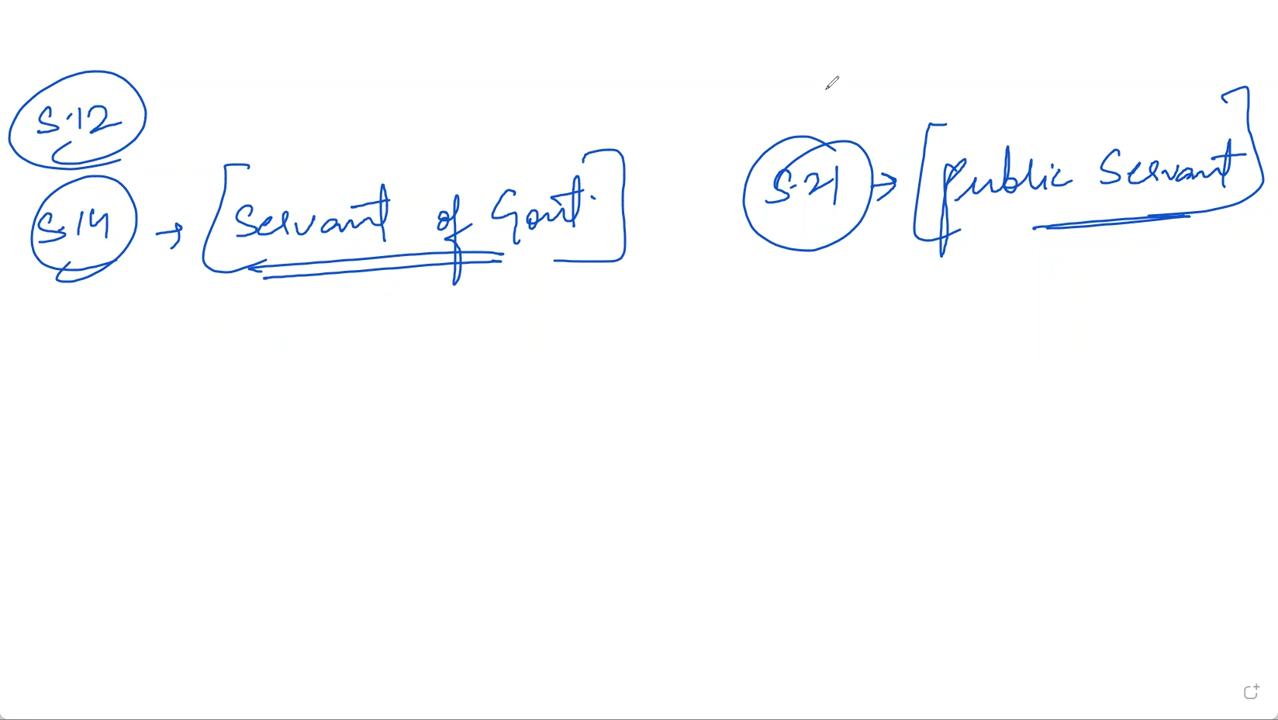 S.12
S.14 → [Servant of Govt.]
S.21 → [Public Servant]